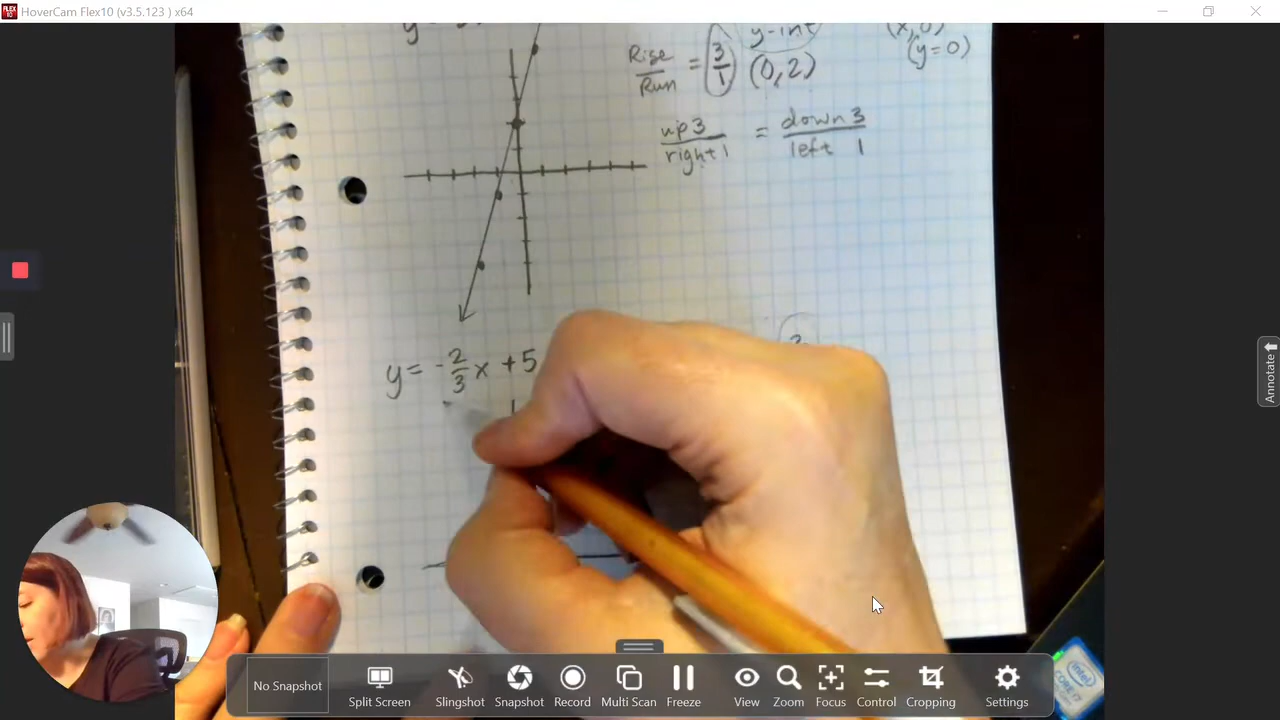 HoverCam Flex10 (v3.5.123 ) x64
y-int
(x,0)
Rise/Run = 3/1 (0,2)
(y=0)
up 3/right 1 = down 3/left 1
y = -2/3 x + 5
Annotate
No Snapshot
Split Screen
Slingshot
Snapshot
Record
Multi Scan
Freeze
View
Zoom
Focus
Control
Cropping
Settings
intel